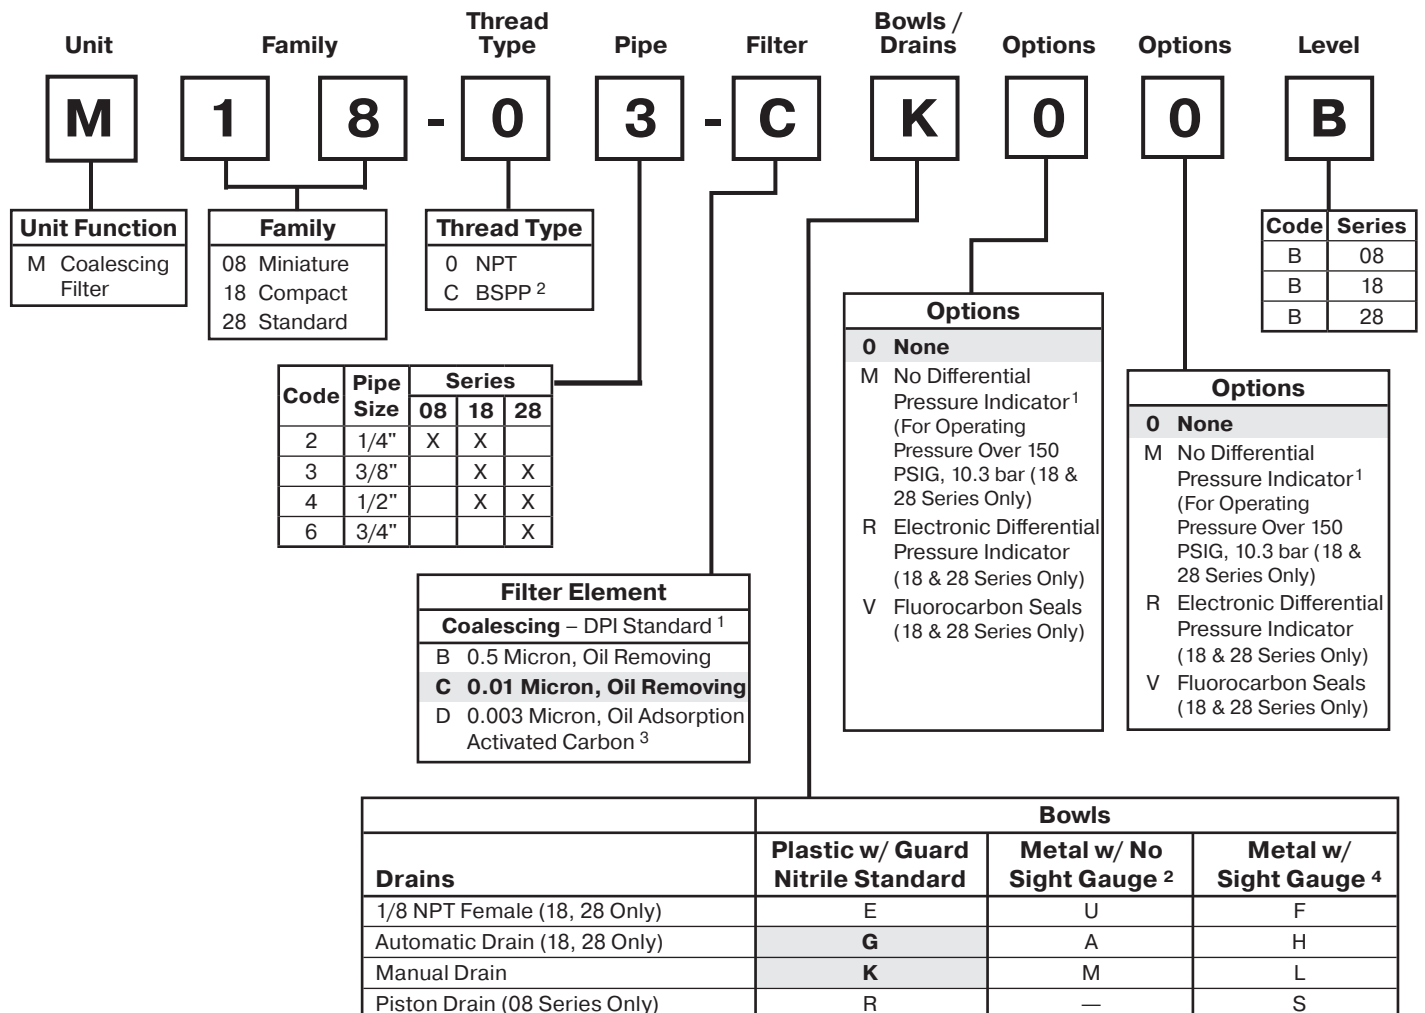 Unit Family Thread Type Pipe Filter Bowls / Drains Options Options Level
M 1 8 - 0 3 - C K 0 0 B
Unit Function
M Coalescing
Filter
Family
08 Miniature
18 Compact
28 Standard
Thread Type
0 NPT
C BSPP 2
Code Series
B 08
B 18
B 28
Code Pipe Size Series
08 18 28
2 1/4" X X
3 3/8" X X
4 1/2" X X
6 3/4" X
Options
0 None
M No Differential
Pressure Indicator 1
(For Operating
Pressure Over 150
PSIG, 10.3 bar (18 &
28 Series Only)
R Electronic Differential
Pressure Indicator
(18 & 28 Series Only)
V Fluorocarbon Seals
(18 & 28 Series Only)
Options
0 None
M No Differential
Pressure Indicator 1
(For Operating
Pressure Over 150
PSIG, 10.3 bar (18 &
28 Series Only)
R Electronic Differential
Pressure Indicator
(18 & 28 Series Only)
V Fluorocarbon Seals
(18 & 28 Series Only)
Filter Element
Coalescing – DPI Standard 1
B 0.5 Micron, Oil Removing
C 0.01 Micron, Oil Removing
D 0.003 Micron, Oil Adsorption
Activated Carbon 3
Bowls
Drains Plastic w/ Guard Nitrile Standard Metal w/ No Sight Gauge 2 Metal w/ Sight Gauge 4
1/8 NPT Female (18, 28 Only) E U F
Automatic Drain (18, 28 Only) G A H
Manual Drain K M L
Piston Drain (08 Series Only) R — S